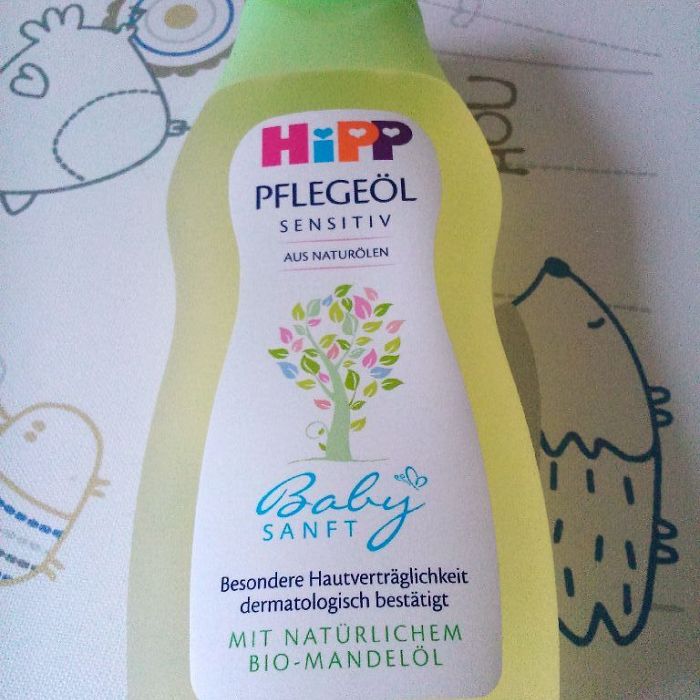 HiPP
PFLEGEÖL
SENSITIV
AUS NATURÖLEN
Baby
SANFT
Besondere Hautverträglichkeit
dermatologisch bestätigt
MIT NATÜRLICHEM
BIO-MANDELÖL